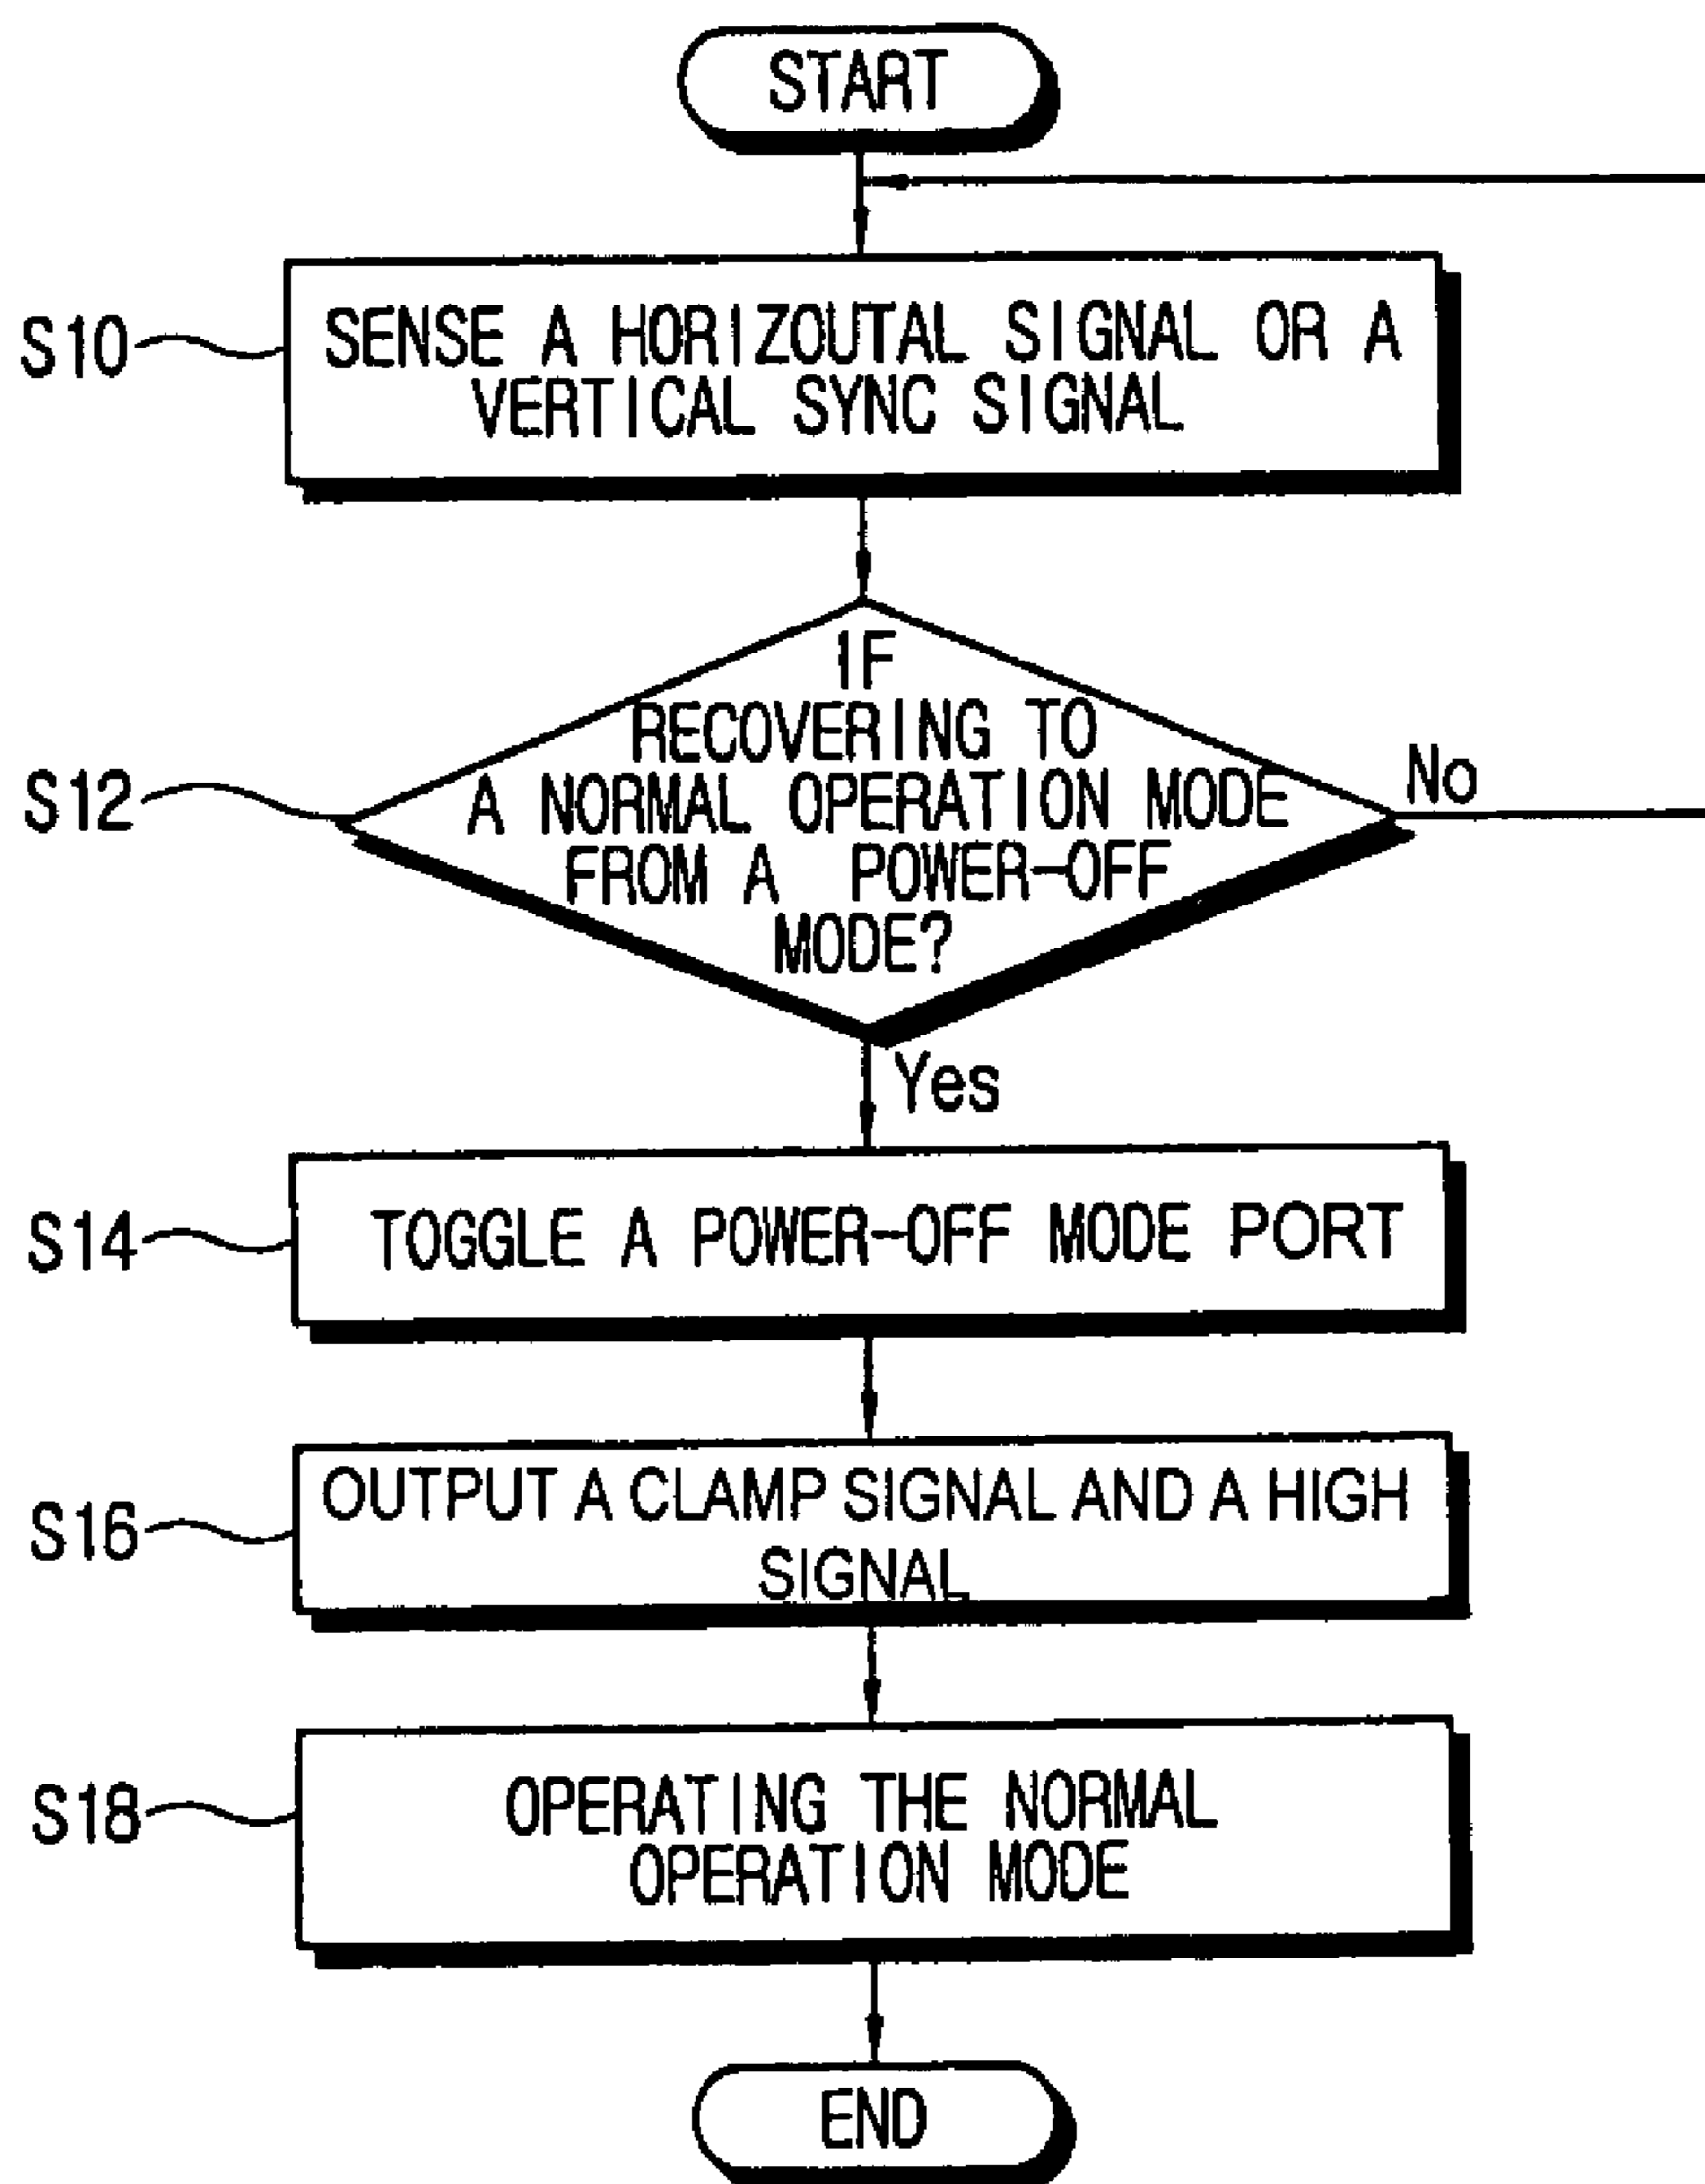 START
S10
SENSE A HORIZOUTAL SIGNAL OR A
VERTICAL SYNC SIGNAL
S12
IF
RECOVERING TO
A NORMAL OPERATION MODE
FROM A POWER-OFF
MODE?
No
Yes
S14
TOGGLE A POWER-OFF MODE PORT
S16
OUTPUT A CLAMP SIGNAL AND A HIGH
SIGNAL
S18
OPERATING THE NORMAL
OPERATION MODE
END